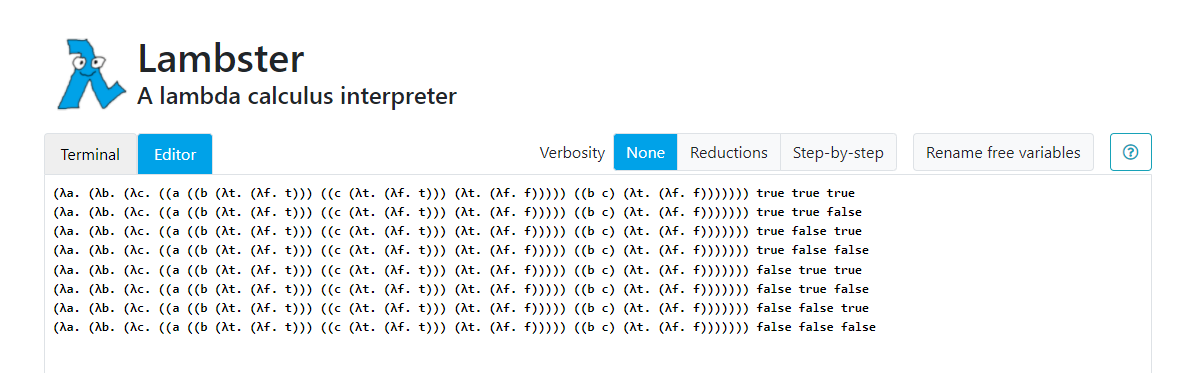 Lambster
A lambda calculus interpreter
Terminal Editor Verbosity None Reductions Step-by-step Rename free variables ?
(λa. (λb. (λc. ((a ((b (λt. (λf. t))) ((c (λt. (λf. t))) (λt. (λf. f))))) ((b c) (λt. (λf. f))))))) true true true
(λa. (λb. (λc. ((a ((b (λt. (λf. t))) ((c (λt. (λf. t))) (λt. (λf. f))))) ((b c) (λt. (λf. f))))))) true true false
(λa. (λb. (λc. ((a ((b (λt. (λf. t))) ((c (λt. (λf. t))) (λt. (λf. f))))) ((b c) (λt. (λf. f))))))) true false true
(λa. (λb. (λc. ((a ((b (λt. (λf. t))) ((c (λt. (λf. t))) (λt. (λf. f))))) ((b c) (λt. (λf. f))))))) true false false
(λa. (λb. (λc. ((a ((b (λt. (λf. t))) ((c (λt. (λf. t))) (λt. (λf. f))))) ((b c) (λt. (λf. f))))))) false true true
(λa. (λb. (λc. ((a ((b (λt. (λf. t))) ((c (λt. (λf. t))) (λt. (λf. f))))) ((b c) (λt. (λf. f))))))) false true false
(λa. (λb. (λc. ((a ((b (λt. (λf. t))) ((c (λt. (λf. t))) (λt. (λf. f))))) ((b c) (λt. (λf. f))))))) false false true
(λa. (λb. (λc. ((a ((b (λt. (λf. t))) ((c (λt. (λf. t))) (λt. (λf. f))))) ((b c) (λt. (λf. f))))))) false false false